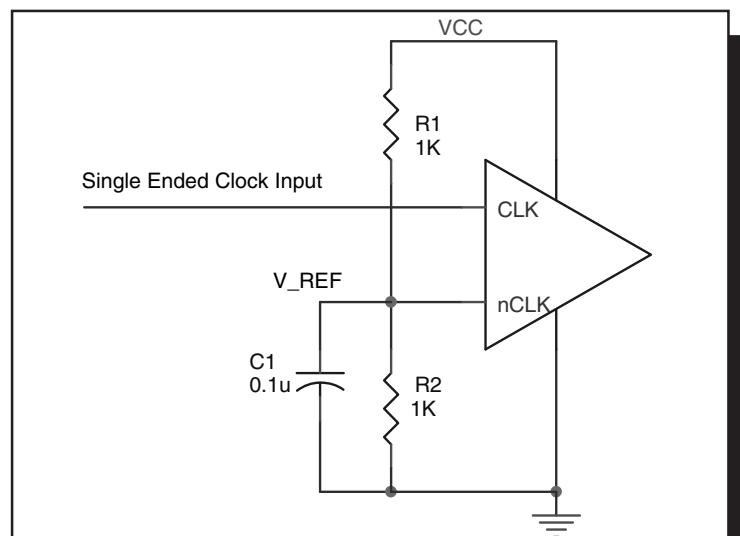 VCC
R1
1K
Single Ended Clock Input
CLK
V_REF
nCLK
C1
0.1u
R2
1K